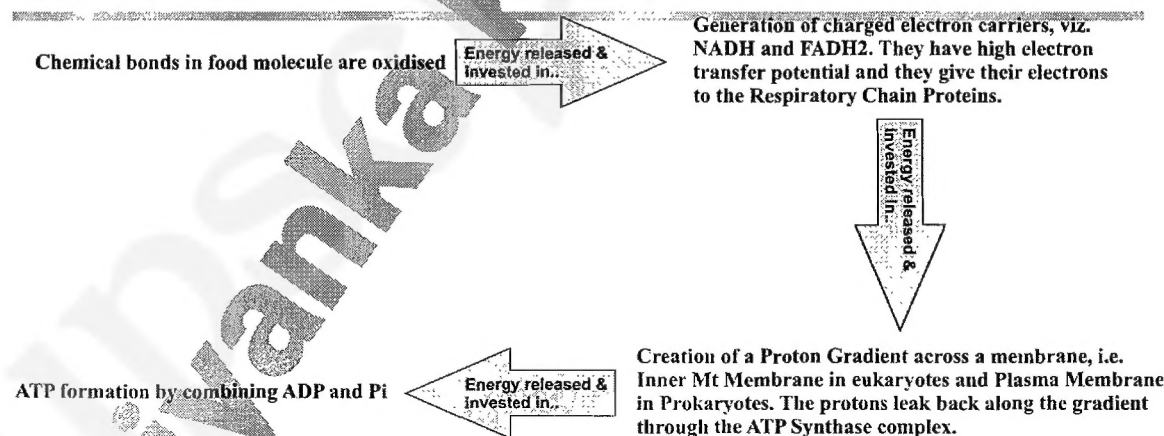 Chemical bonds in food molecule are oxidised
Energy released &
invested in..
Generation of charged electron carriers, viz.
NADH and FADH2. They have high electron
transfer potential and they give their electrons
to the Respiratory Chain Proteins.
Energy released &
invested in..
Creation of a Proton Gradient across a membrane, i.e.
Inner Mt Membrane in eukaryotes and Plasma Membrane
in Prokaryotes. The protons leak back along the gradient
through the ATP Synthase complex.
Energy released &
invested in..
ATP formation by combining ADP and Pi